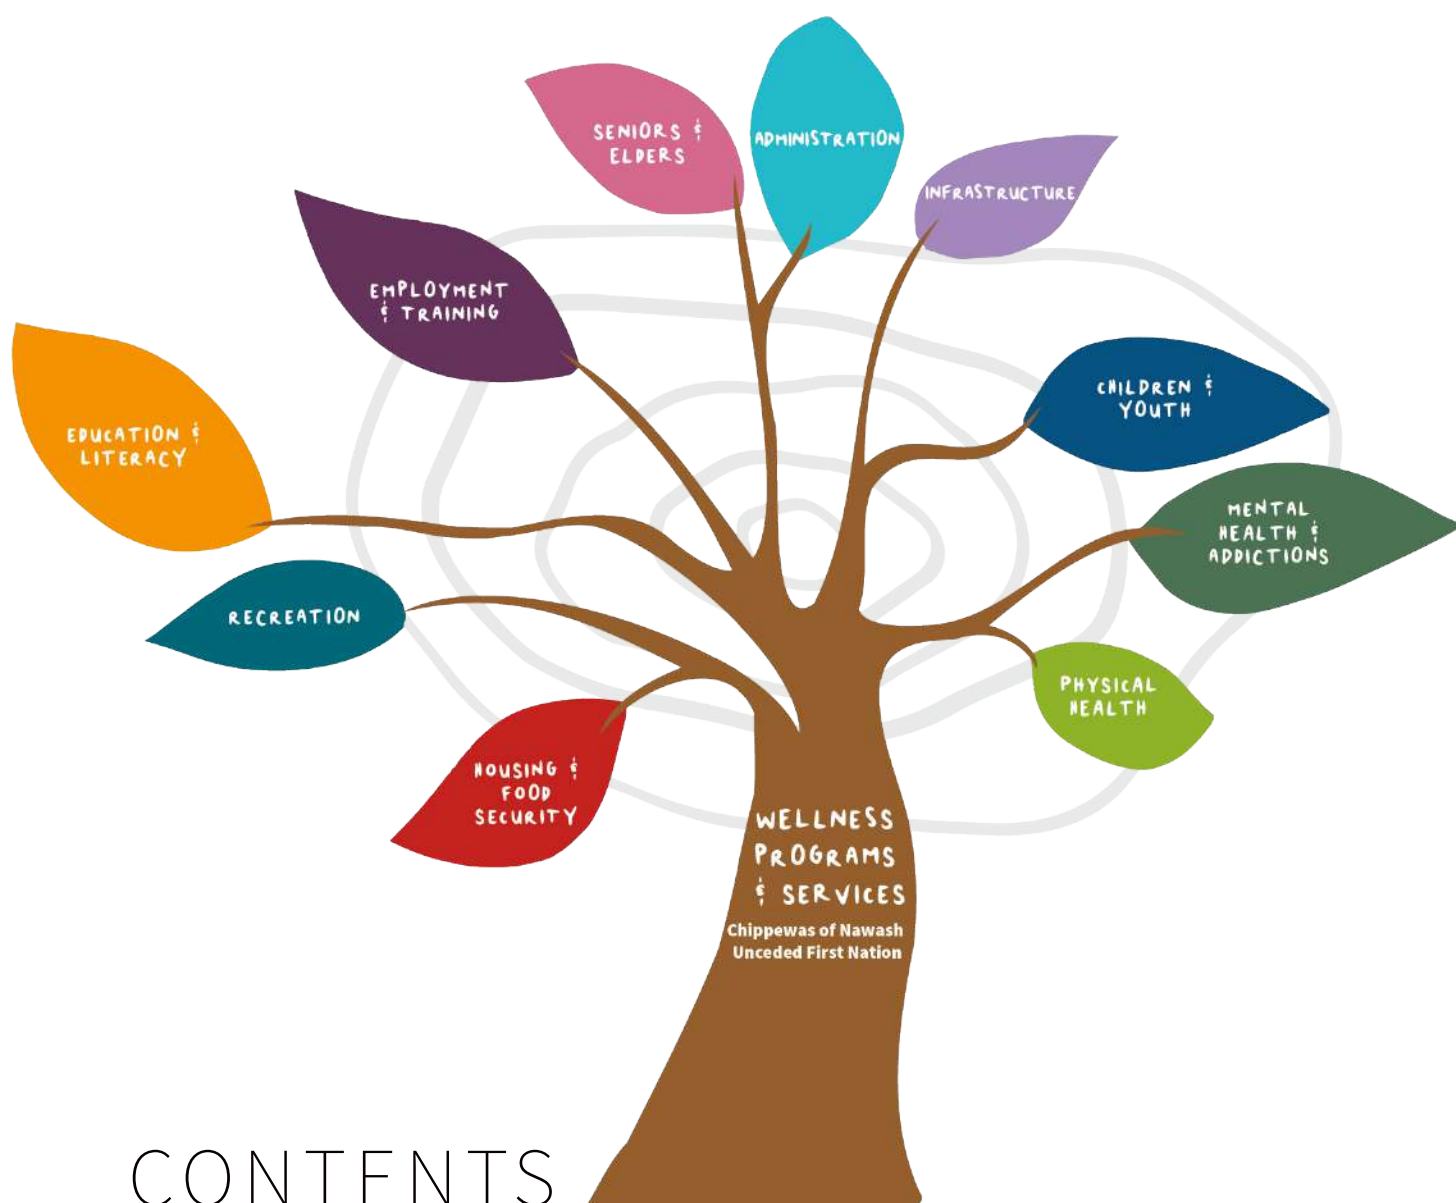 SENIORS &
ELDERS
ADMINISTRATION
INFRASTRUCTURE
EMPLOYMENT
& TRAINING
CHILDREN &
YOUTH
EDUCATION &
LITERACY
MENTAL
HEALTH &
ADDICTIONS
RECREATION
PHYSICAL
HEALTH
HOUSING &
FOOD
SECURITY
WELLNESS
PROGRAMS
& SERVICES
Chippewas of Nawash
Unceded First Nation
CONTENTS